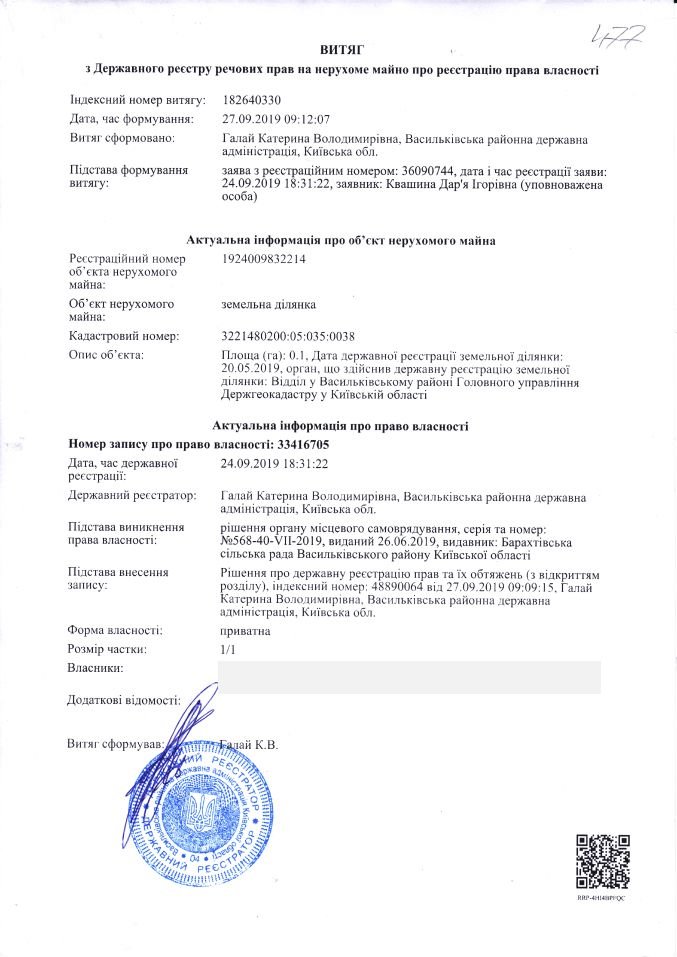 477
ВИТЯГ
з Державного реєстру речових прав на нерухоме майно про реєстрацію права власності
Індексний номер витягу: 182640330
Дата, час формування: 27.09.2019 09:12:07
Витяг сформовано: Галай Катерина Володимирівна, Васильківська районна державна
адміністрація, Київська обл.
Підстава формування заява з реєстраційним номером: 36090744, дата і час реєстрації заяви:
витягу: 24.09.2019 18:31:22, заявник: Квашина Дар'я Ігорівна (уповноважена
особа)
Актуальна інформація про об’єкт нерухомого майна
Реєстраційний номер 1924009832214
об’єкта нерухомого
майна:
Об’єкт нерухомого земельна ділянка
майна:
Кадастровий номер: 3221480200:05:035:0038
Опис об’єкта: Площа (га): 0.1, Дата державної реєстрації земельної ділянки:
20.05.2019, орган, що здійснив державну реєстрацію земельної
ділянки: Відділ у Васильківському районі Головного управління
Держгеокадастру у Київській області
Актуальна інформація про право власності
Номер запису про право власності: 33416705
Дата, час державної 24.09.2019 18:31:22
реєстрації:
Державний реєстратор: Галай Катерина Володимирівна, Васильківська районна державна
адміністрація, Київська обл.
Підстава виникнення рішення органу місцевого самоврядування, серія та номер:
права власності: №568-40-VII-2019, виданий 26.06.2019, видавник: Барахтівська
сільська рада Васильківського району Київської області
Підстава внесення Рішення про державну реєстрацію прав та їх обтяжень (з відкриттям
запису: розділу), індексний номер: 48890064 від 27.09.2019 09:09:15, Галай
Катерина Володимирівна, Васильківська районна державна
адміністрація, Київська обл.
Форма власності: приватна
Розмір частки: 1/1
Власники:
Додаткові відомості:
Витяг сформував: Галай К.В.
ДЕРЖАВНИЙ РЕЄСТРАТОР
ДЕРЖАВНИЙ РЕЄСТРАТОР
районна державна адміністрація Київської області